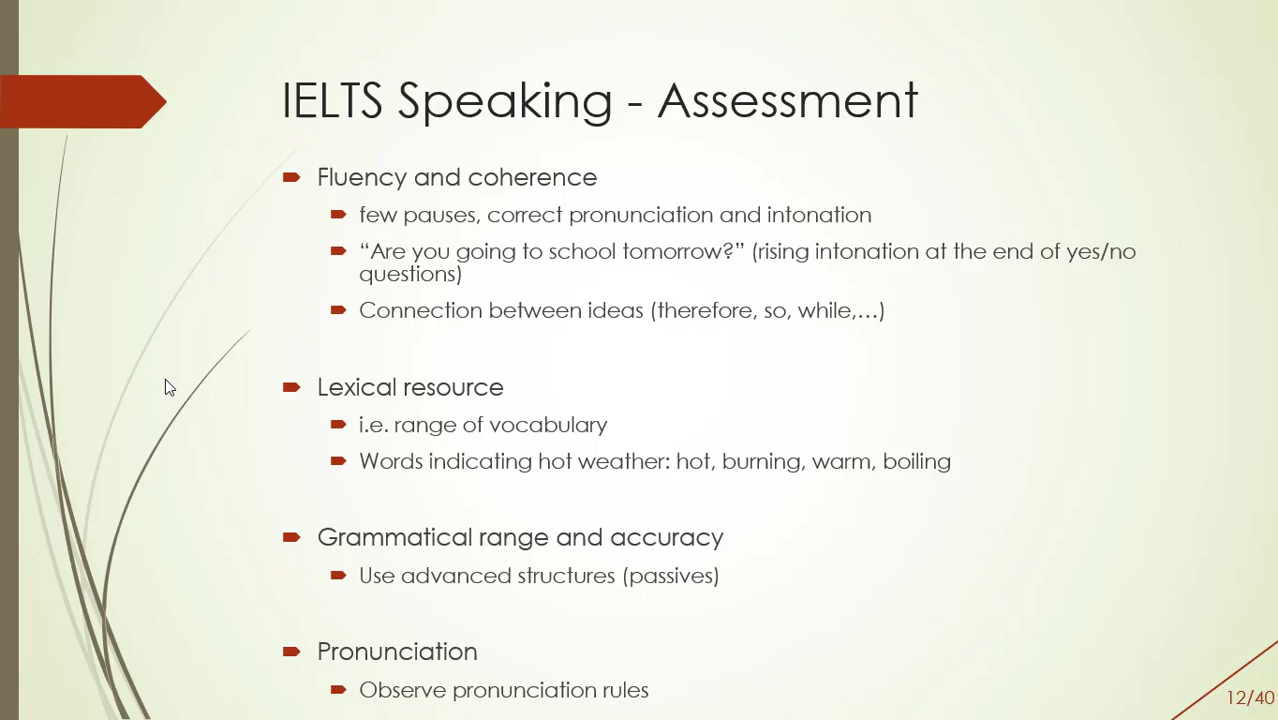 IELTS Speaking - Assessment
Fluency and coherence
few pauses, correct pronunciation and intonation
“Are you going to school tomorrow?” (rising intonation at the end of yes/no
questions)
Connection between ideas (therefore, so, while,…)
Lexical resource
i.e. range of vocabulary
Words indicating hot weather: hot, burning, warm, boiling
Grammatical range and accuracy
Use advanced structures (passives)
Pronunciation
Observe pronunciation rules
12/40